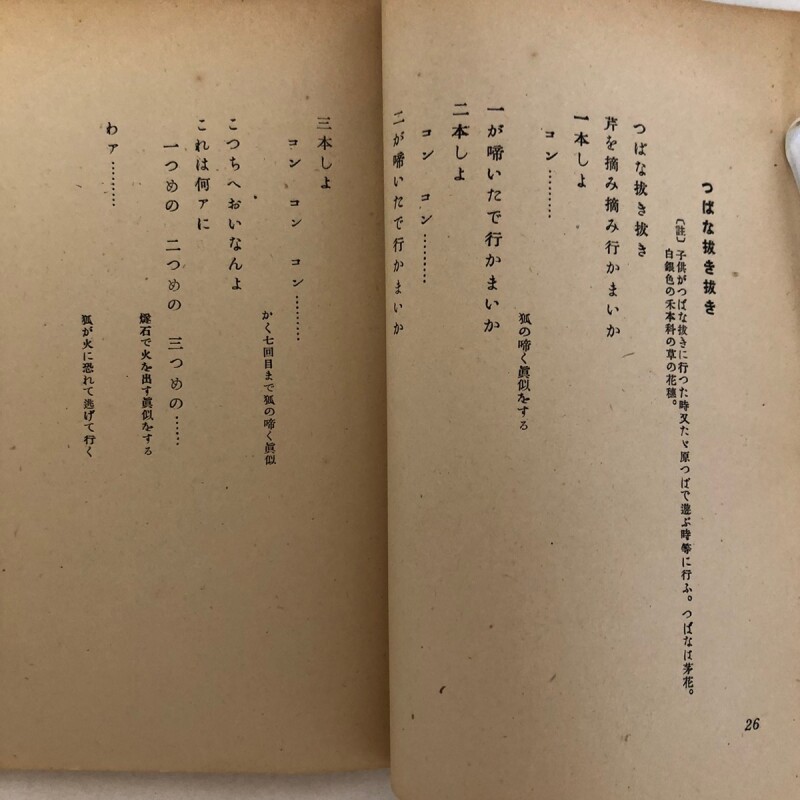 つばな抜き抜き
〔註〕子供がつばな抜きに行つた時又たゞ原つぱで遊ぶ時等に行ふ。つばなは茅花。
白銀色の禾本科の草の花穗。
つばな抜き抜き
芹を摘み摘み行かまいか
一本しよ
コン………
狐の啼く眞似をする
一が啼いたで行かまいか
二本しよ
コン コン………
二が啼いたで行かまいか
26
三本しよ
コン コン コン………
かく七回目まで狐の啼く眞似
こつちへおいなんよ
これは何ァに
一つめの 二つめの 三つめの……
燧石で火を出す眞似をする
わァ………
狐が火に恐れて逃げて行く